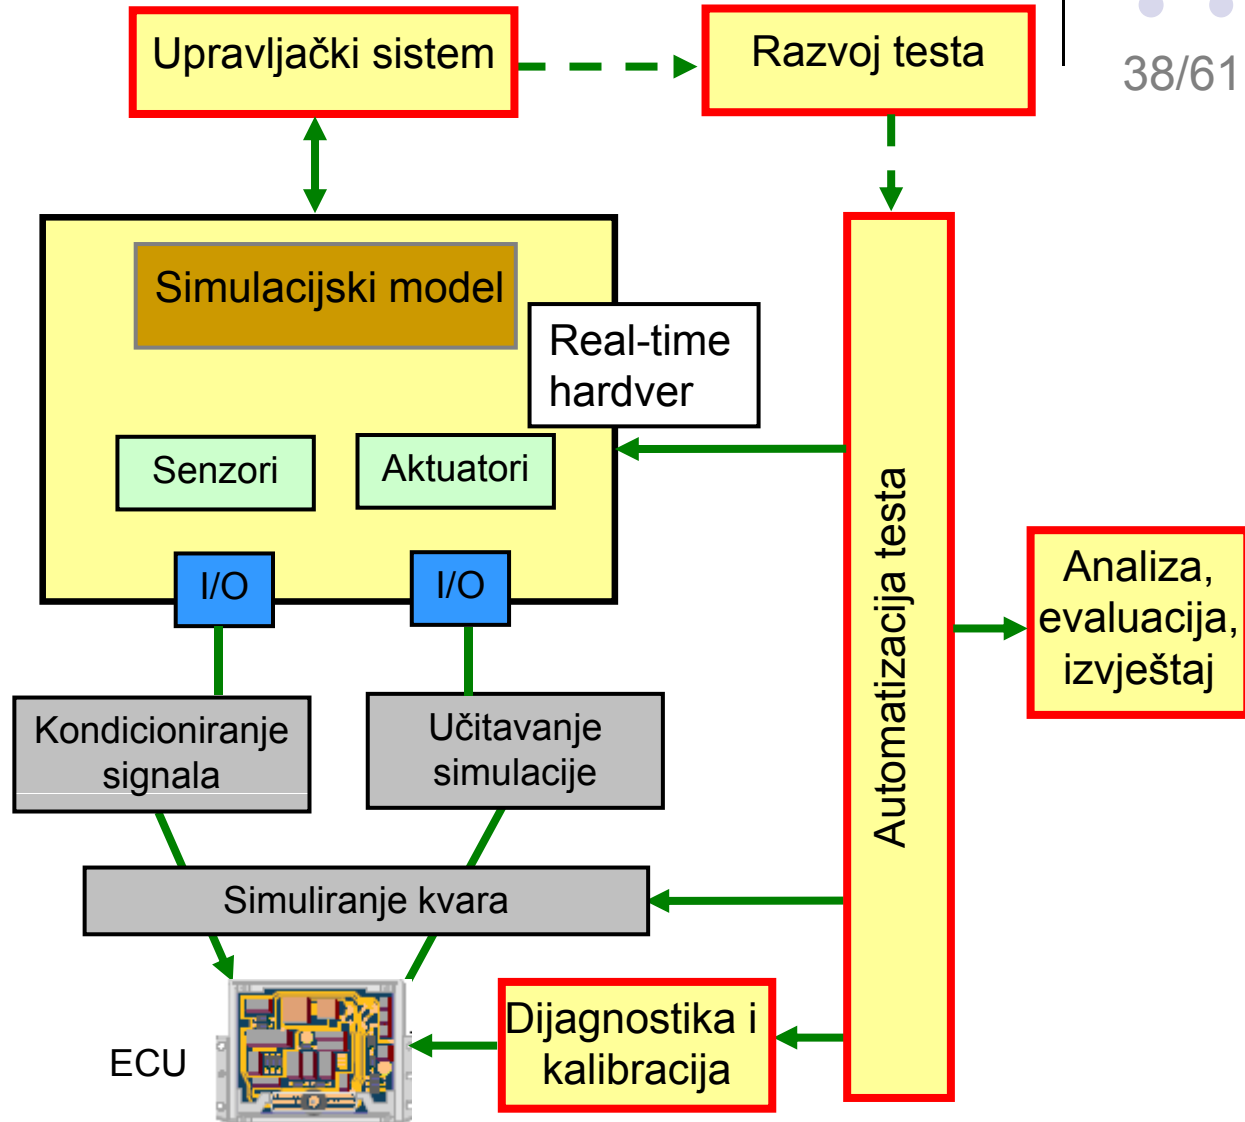 Upravljački sistem
Razvoj testa
38/61
Simulacijski model
Real-time
hardver
Senzori
Aktuatori
I/O
I/O
Automatizacija testa
Analiza,
evaluacija,
izvještaj
Kondicioniranje
signala
Učitavanje
simulacije
Simuliranje kvara
ECU
Dijagnostika i
kalibracija